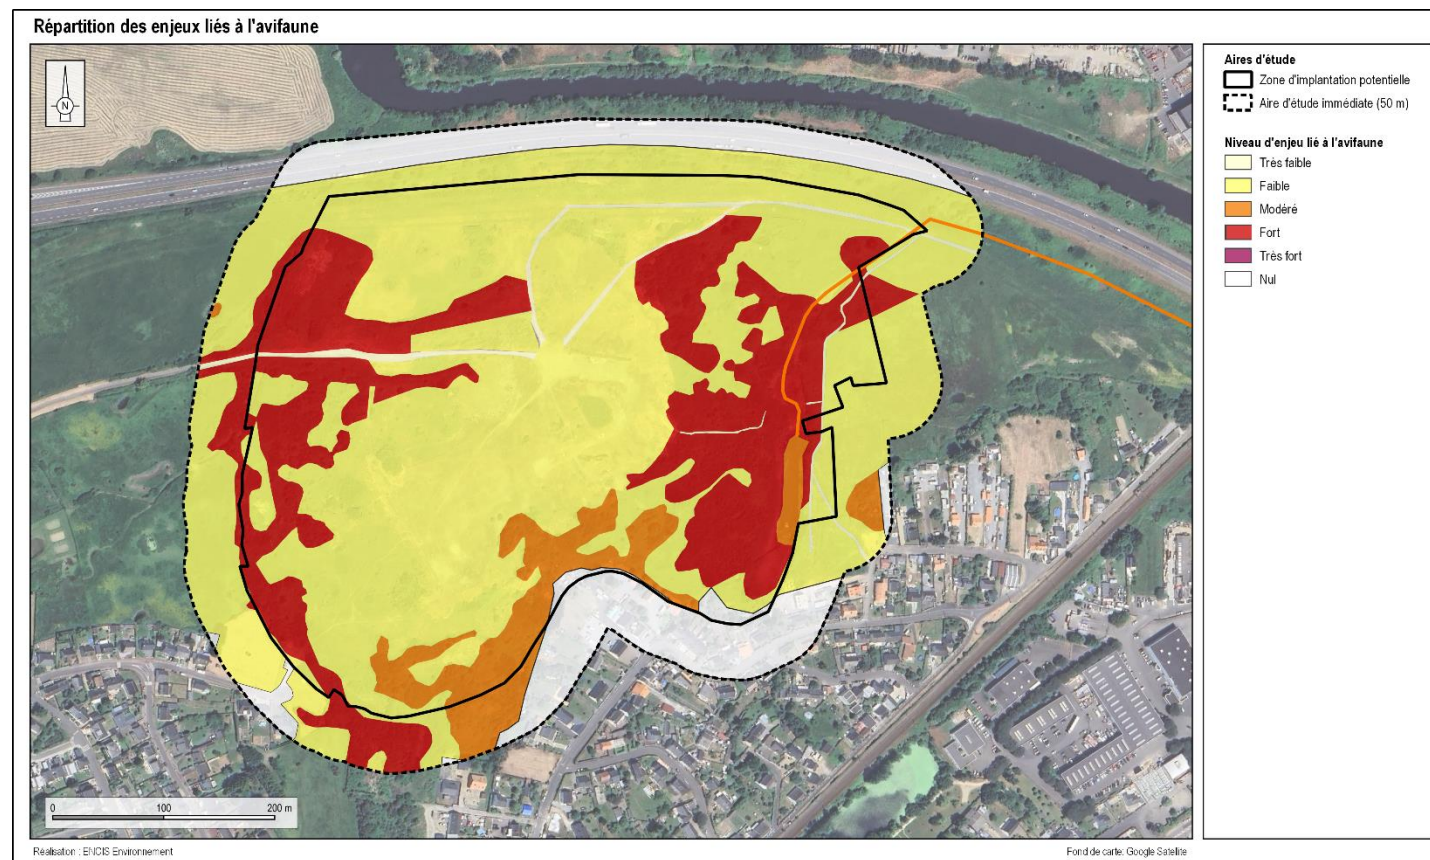 Répartition des enjeux liés à l'avifaune
N
Aires d'étude
Zone d'implantation potentielle
Aire d'étude immédiate (50 m)
Niveau d'enjeu lié à l'avifaune
Très faible
Faible
Modéré
Fort
Très fort
Nul
0 100 200 m
Réalisation : ENCIS Environnement
Fond de carte: Google Satellite